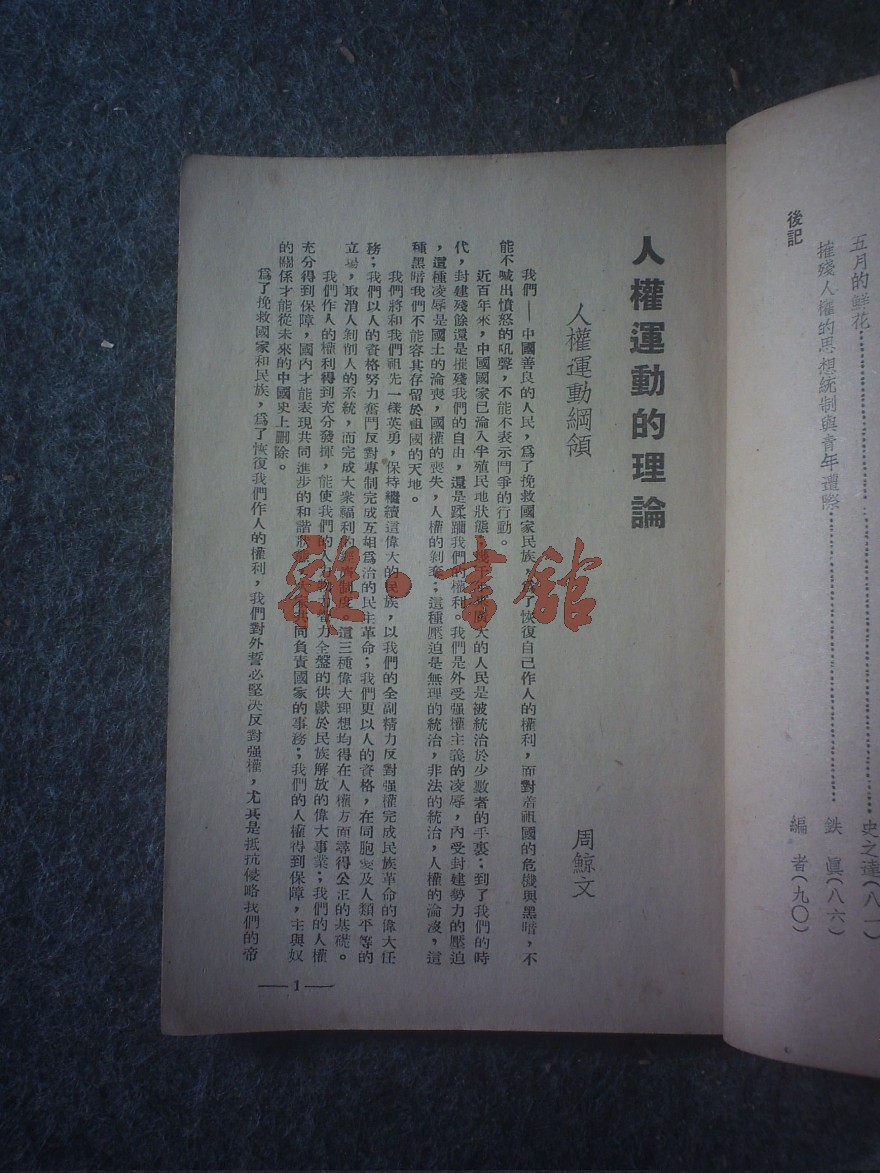 五月的鮮花……………史之達(八一)
摧殘人權的思想統制與青年遭際……………鉄眞(八六)
後記 編者(九〇)
人權運動的理論
人權運動綱領 周鯨文
我們——中國善良的人民，爲了挽救國家民族，爲了恢復自己作人的權利，面對着祖國的危機與黑暗，不
能不喊出憤怒的吼聲，不能不表示鬥爭的行動。
近百年來，中國國家已淪入半殖民地狀態，幾千年來廣大的人民是被統治於少數者的手裏；到了我們的時
代，封建殘餘還是摧殘我們的自由，還是蹂躪我們的權利。我們是外受强權主義的凌辱，內受封建勢力的壓迫
，這種凌辱是國土的淪喪，國權的喪失，人權的剝奪；這種壓迫是無理的統治，非法的統治，人權的淪沒，這
種黑暗我們不能容其存留於祖國的天地。
我們將和我們祖先一樣英勇，保持繼續這偉大的民族，以我們的全副精力反對强權完成民族革命的偉大任
務；我們以人的資格努力奮鬥反對專制完成互相爲治的民主革命；我們更以人的資格，在同胞愛及人類平等的
立場，取消人剝削人的系統，而完成大衆福利的經濟制度。這三種偉大理想均得在人權方面尋得公正的基礎。
我們作人的權利得到充分發揮，能使我們的人力智力全盤的供獻於民族解放的偉大事業；我們的人權
充分得到保障，國內才能表現共同進步的和諧狀態，共同負責國家的事務；我們的人權得到保障，主與奴
的關係才能從未來的中國史上删除。
爲了挽救國家和民族，爲了恢復我們作人的權利，我們對外誓必堅决反對强權，尤其是抵抗侵略我們的帝
—1—
雜·書館